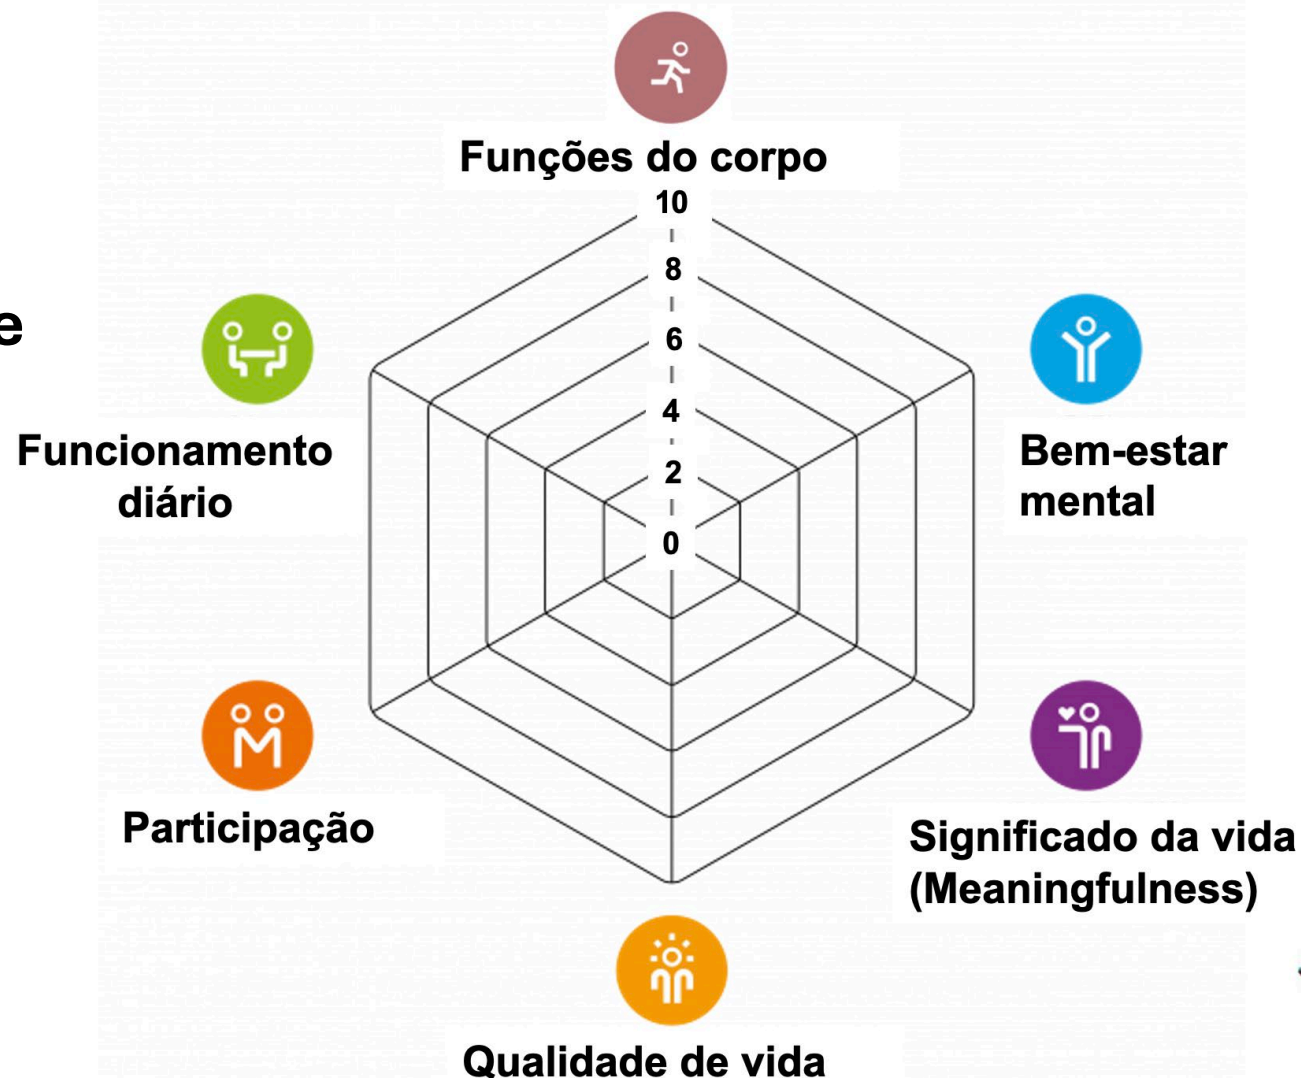 Funções do corpo
10
8
6
4
2
0
e
Funcionamento
diário
Bem-estar
mental
Participação
Significado da vida
(Meaningfulness)
Qualidade de vida